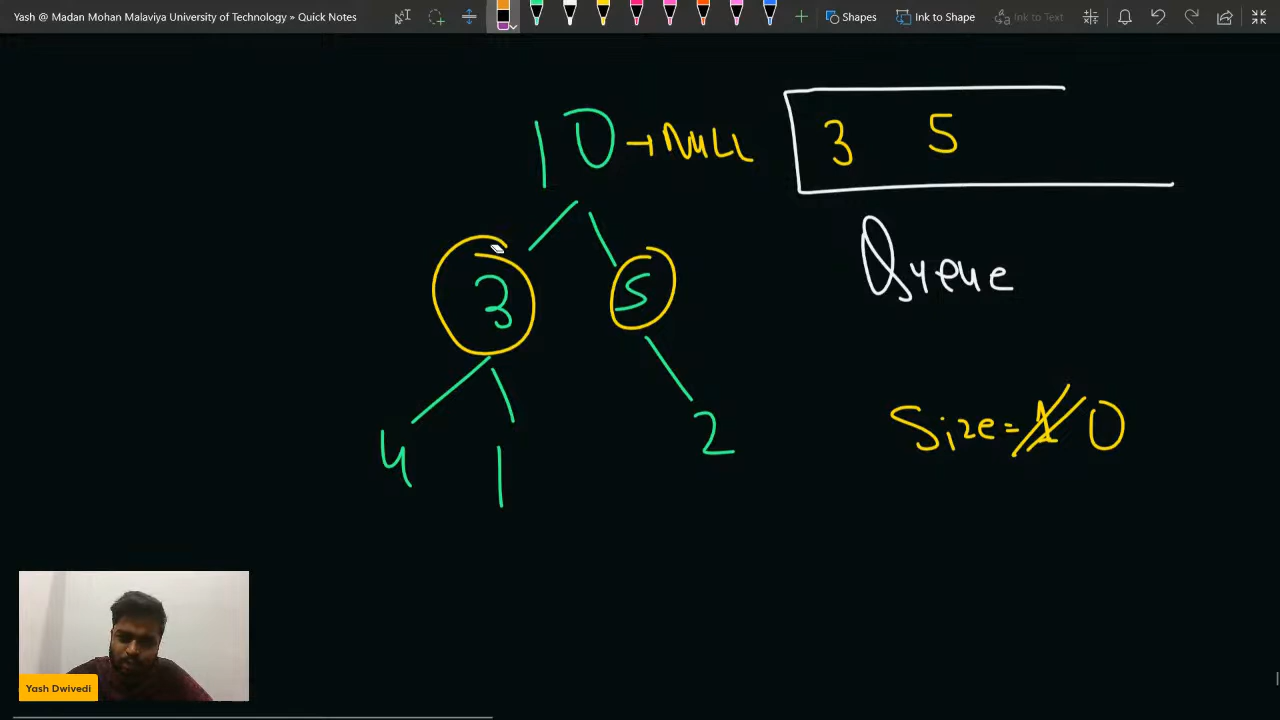 Yash @ Madan Mohan Malaviya University of Technology » Quick Notes
Shapes
Ink to Shape
Ink to Text
10 → NULL
3 5
3 5
Queue
4 1 2
Size = 1 0
Yash Dwivedi